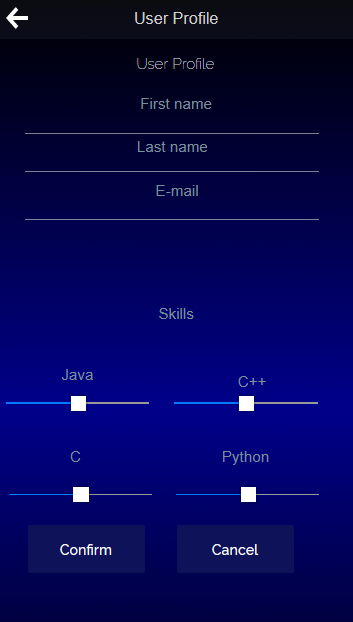 User Profile
User Profile
First name
Last name
E-mail
Skills
Java
C++
C
Python
Confirm
Cancel